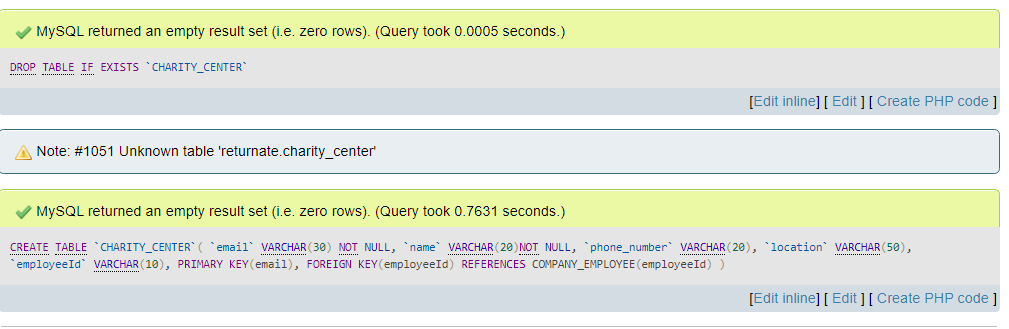 MySQL returned an empty result set (i.e. zero rows). (Query took 0.0005 seconds.)
DROP TABLE IF EXISTS `CHARITY_CENTER`
[Edit inline] [ Edit ] [ Create PHP code ]
Note: #1051 Unknown table 'returnate.charity_center'
MySQL returned an empty result set (i.e. zero rows). (Query took 0.7631 seconds.)
CREATE TABLE `CHARITY_CENTER`( `email` VARCHAR(30) NOT NULL, `name` VARCHAR(20)NOT NULL, `phone_number` VARCHAR(20), `location` VARCHAR(50),
`employeeId` VARCHAR(10), PRIMARY KEY(email), FOREIGN KEY(employeeId) REFERENCES COMPANY_EMPLOYEE(employeeId) )
[Edit inline] [ Edit ] [ Create PHP code ]